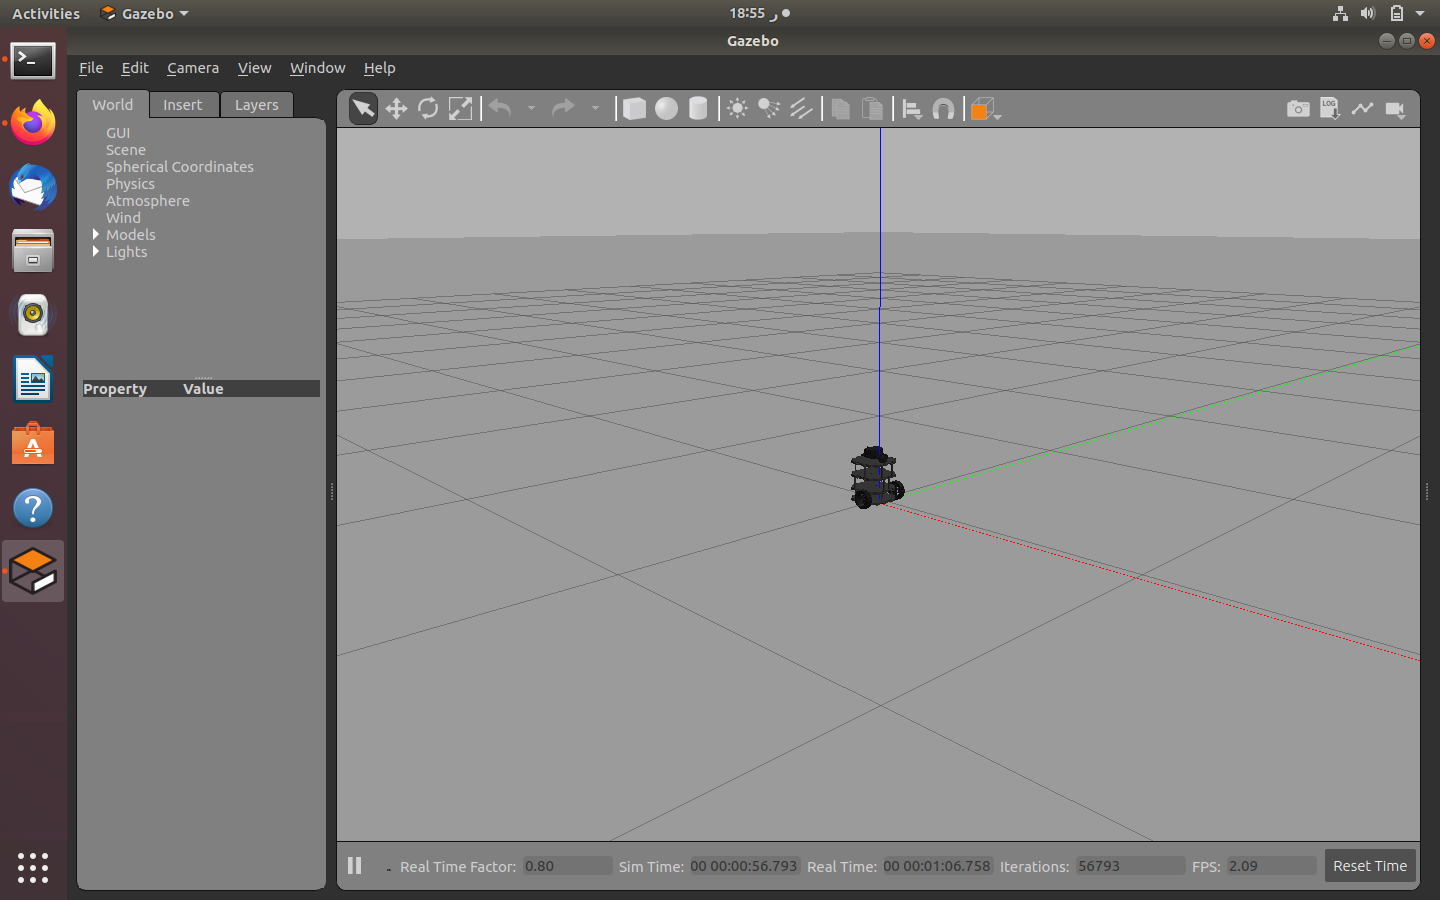 Activities
Gazebo
18:55 ر
Gazebo
File Edit Camera View Window Help
World Insert Layers
LOG
GUI
Scene
Spherical Coordinates
Physics
Atmosphere
Wind
Models
Lights
Property Value
Real Time Factor: 0.80 Sim Time: 00 00:00:56.793 Real Time: 00 00:01:06.758 Iterations: 56793 FPS: 2.09 Reset Time